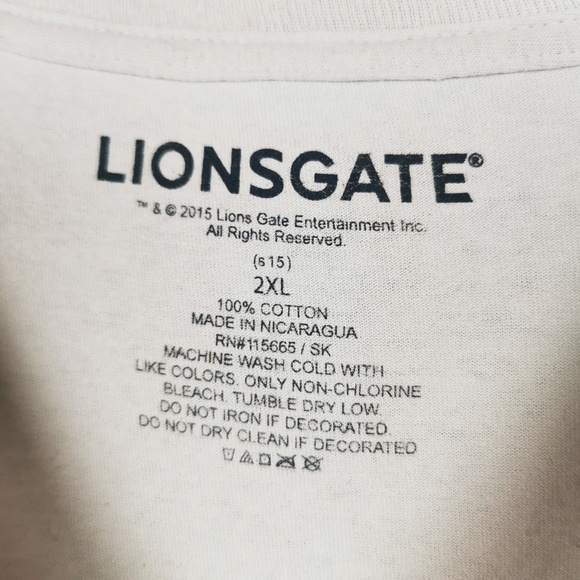 LIONSGATE®
™ & © 2015 Lions Gate Entertainment Inc.
All Rights Reserved.
(s15)
2XL
100% COTTON
MADE IN NICARAGUA
RN#115665 / SK
MACHINE WASH COLD WITH
LIKE COLORS. ONLY NON-CHLORINE
BLEACH. TUMBLE DRY LOW.
DO NOT IRON IF DECORATED.
DO NOT DRY CLEAN IF DECORATED